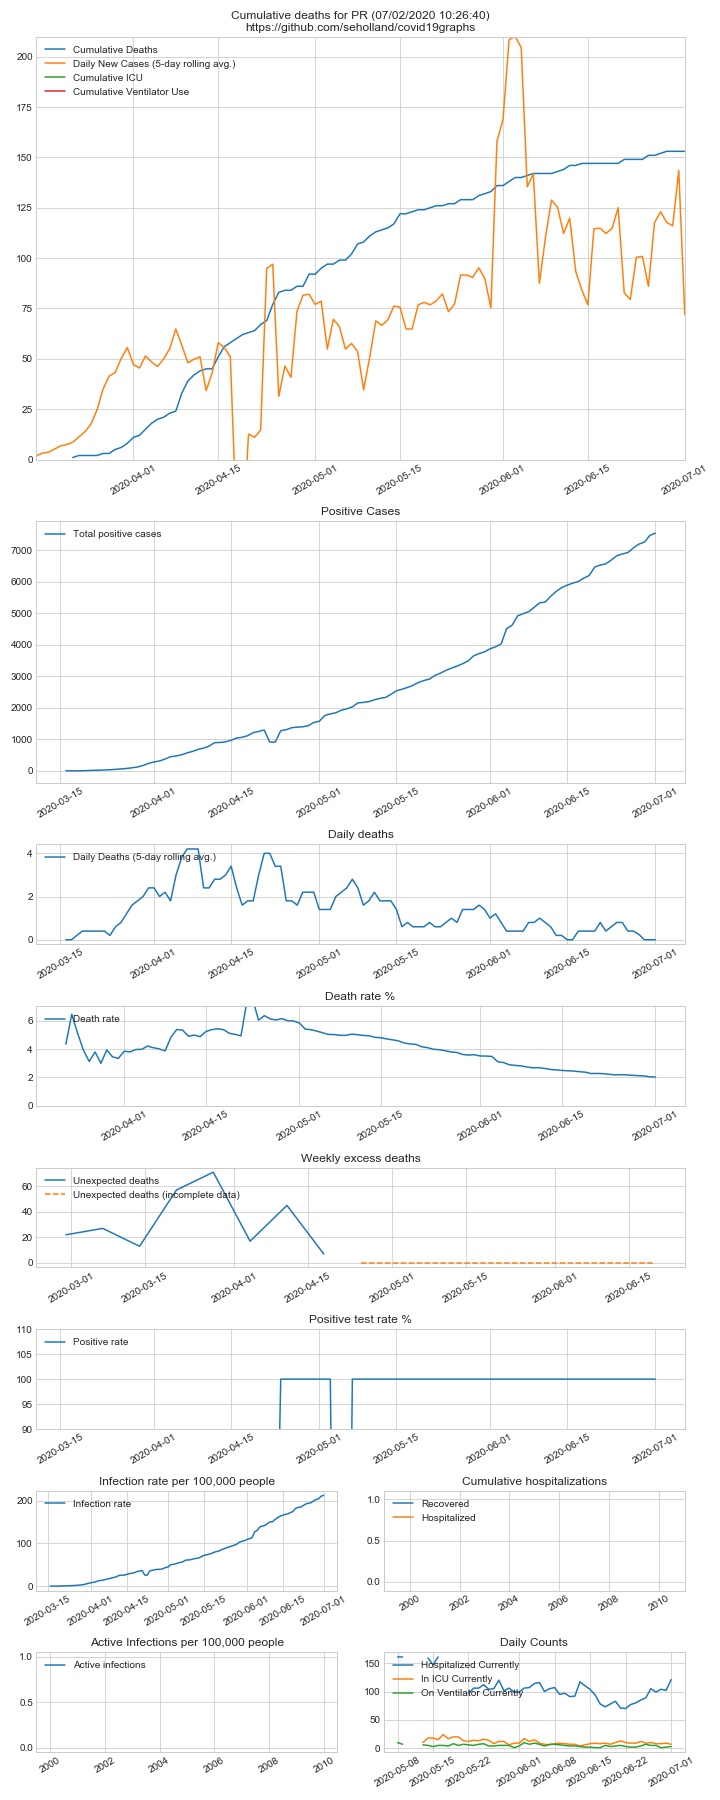 Cumulative deaths for PR (07/02/2020 10:26:40)
https://github.com/seholland/covid19graphs
Cumulative Deaths
Daily New Cases (5-day rolling avg.)
Cumulative ICU
Cumulative Ventilator Use
200
175
150
125
100
75
50
25
0
2020-04-01 2020-04-15 2020-05-01 2020-05-15 2020-06-01 2020-06-15 2020-07-01
Positive Cases
Total positive cases
7000
6000
5000
4000
3000
2000
1000
0
2020-03-15 2020-04-01 2020-04-15 2020-05-01 2020-05-15 2020-06-01 2020-06-15 2020-07-01
Daily deaths
Daily Deaths (5-day rolling avg.)
4
2
0
2020-03-15 2020-04-01 2020-04-15 2020-05-01 2020-05-15 2020-06-01 2020-06-15 2020-07-01
Death rate %
Death rate
6
4
2
0
2020-04-01 2020-04-15 2020-05-01 2020-05-15 2020-06-01 2020-06-15 2020-07-01
Weekly excess deaths
Unexpected deaths
Unexpected deaths (incomplete data)
60
40
20
0
2020-03-01 2020-03-15 2020-04-01 2020-04-15 2020-05-01 2020-05-15 2020-06-01 2020-06-15
Positive test rate %
110
Positive rate
105
100
95
90
2020-03-15 2020-04-01 2020-04-15 2020-05-01 2020-05-15 2020-06-01 2020-06-15 2020-07-01
Infection rate per 100,000 people
Infection rate
200
100
0
2020-03-15 2020-04-01 2020-04-15 2020-05-01 2020-05-15 2020-06-01 2020-06-15 2020-07-01
Cumulative hospitalizations
Recovered
Hospitalized
1.0
0.5
0.0
2000 2002 2004 2006 2008 2010
Active Infections per 100,000 people
Active infections
1.0
0.5
0.0
2000 2002 2004 2006 2008 2010
Daily Counts
Hospitalized Currently
In ICU Currently
On Ventilator Currently
150
100
50
0
2020-05-08 2020-05-15 2020-05-22 2020-06-01 2020-06-08 2020-06-15 2020-06-22 2020-07-01